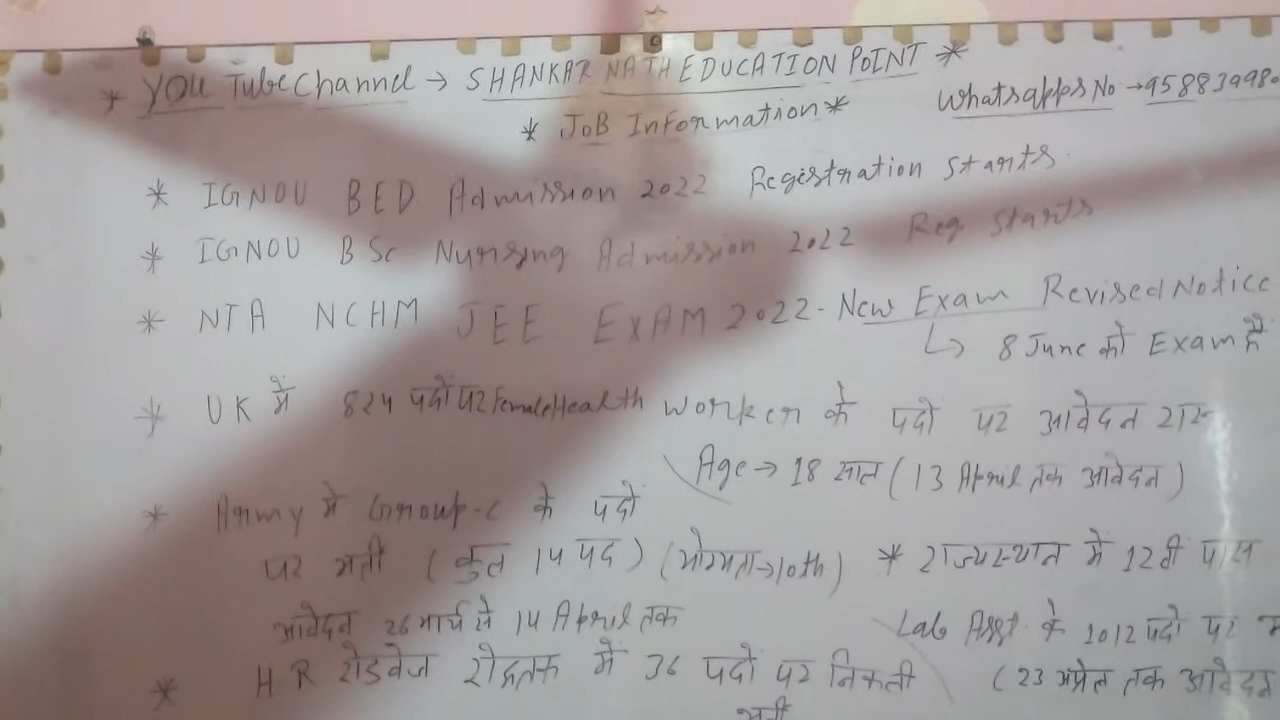 * YOU Tube Channel → SHANKAR NATH EDUCATION POINT *
Whatsapps No → 95883998
* JOB Information *
* IGNOU BED Admission 2022 Registration Starts
* IGNOU BSc Nursing Admission 2022 Reg. Starts
* NTA NCHM JEE EXAM 2022 - New Exam Revised Notice
↳ 8 June को Exam है
* UK में 824 पदों पर Female Health Worker के पदों पर आवेदन
Age → 18 साल ( 13 April तक आवेदन )
* Army में Group-C के पदों
पर भर्ती ( कुल 14 पद ) ( योग्यता → 10th )
आवेदन 26 मार्च से 14 April तक
* राज्यस्थान में 12वी पास
Lab Asst. के 1012 पदों पर
( 23 अप्रेल तक आवेदन
* HR रोडवेज रोहतक में 36 पदों पर निकली
भर्ती